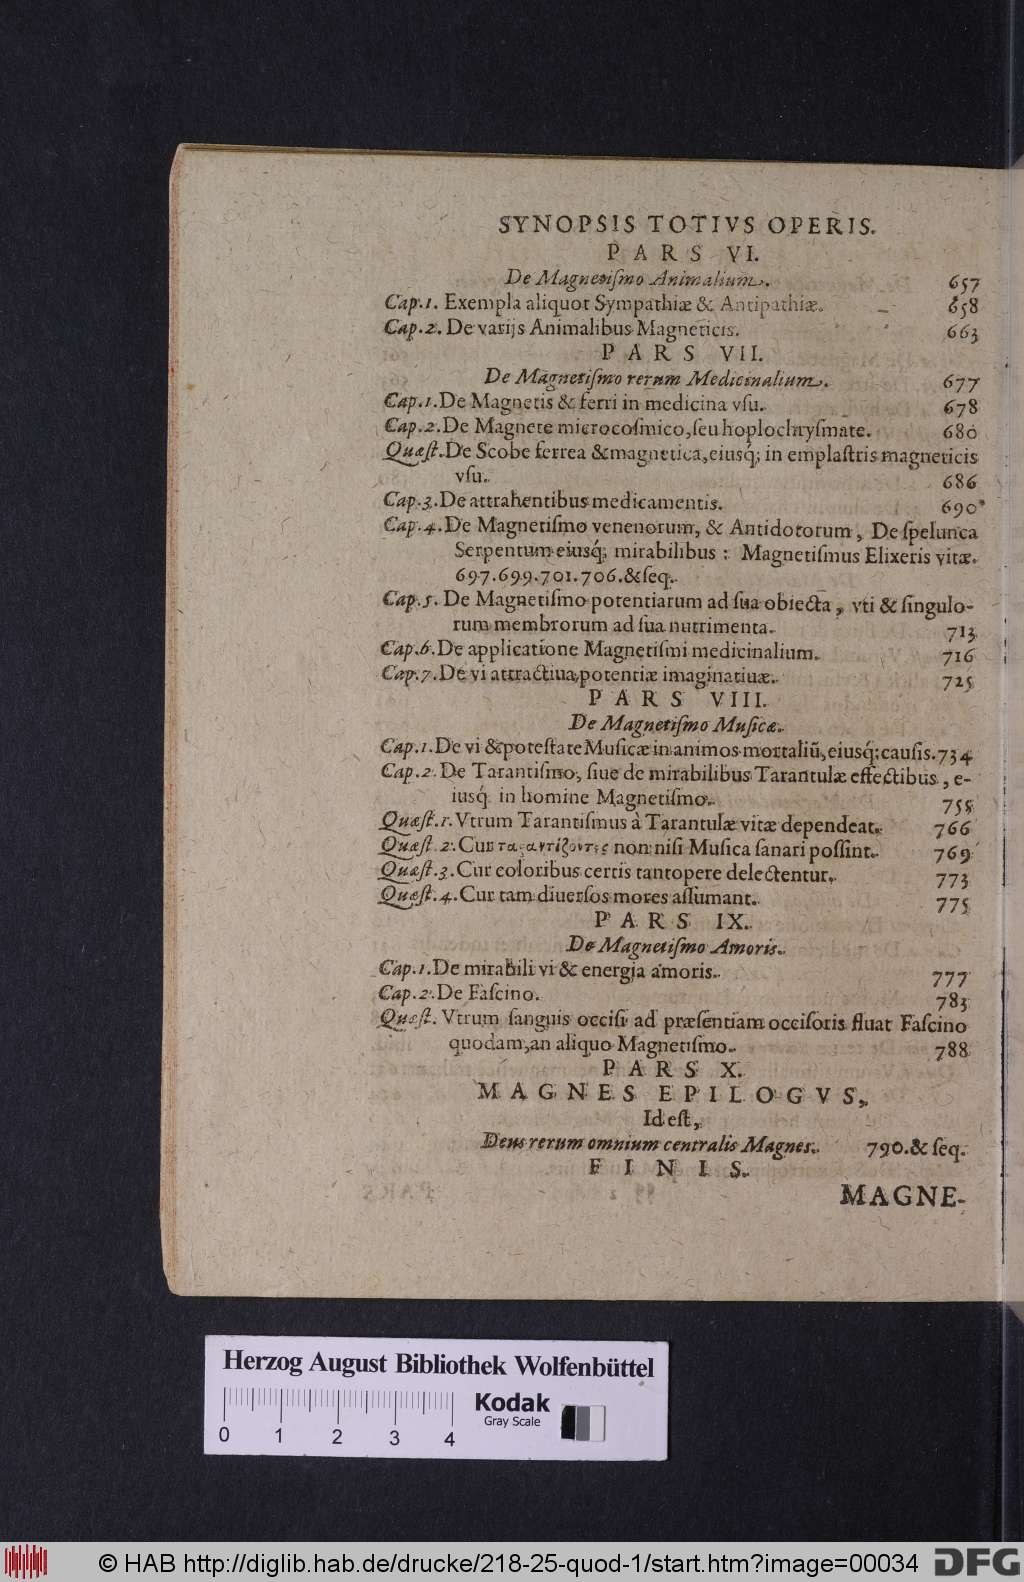 SYNOPSIS TOTIVS OPERIS.
PARS VI.
De Magnetiſmo Animalium. 657
Cap.1. Exempla aliquot Sympathiæ & Antipathiæ. 658
Cap.2. De varijs Animalibus Magneticis. 663
PARS VII.
De Magnetiſmo rerum Medicinalium. 677
Cap.1. De Magnetis & ferri in medicina vſu. 678
Cap.2. De Magnete microcoſmico, ſeu hoplochryſmate. 680
Quæſt. De Scobe ferrea & magnetica, eiusq́; in emplaſtris magneticis
vſu. 686
Cap.3. De attrahentibus medicamentis. 690
Cap.4. De Magnetiſmo venenorum, & Antidotorum, De ſpelunca
Serpentum eiusq́; mirabilibus: Magnetiſmus Elixeris vitæ.
697.699.701.706.& ſeq.
Cap.5. De Magnetiſmo potentiarum ad ſua obiecta, vti & ſingulo-
rum membrorum ad ſua nutrimenta. 713
Cap.6. De applicatione Magnetiſmi medicinalium. 716
Cap.7. De vi attractiua, potentiæ imaginatiuæ. 725
PARS VIII.
De Magnetiſmo Muſicæ.
Cap.1. De vi & poteſtate Muſicæ in animos mortaliũ, eiusq́; cauſis. 734
Cap.2. De Tarantiſmo, ſiue de mirabilibus Tarantulæ effectibus, e-
iusq́ in homine Magnetiſmo. 755
Quæſt.1. Vtrum Tarantiſmus à Tarantulæ vitæ dependeat. 766
Quæſt.2. Cur ταραντίζοντες non niſi Muſica ſanari poſſint. 769
Quæſt.3. Cur coloribus certis tantopere delectentur. 773
Quæſt.4. Cur tam diuerſos mores aſſumant. 775
PARS IX.
De Magnetiſmo Amoris.
Cap.1. De mirabili vi & energia amoris. 777
Cap.2. De Faſcino. 783
Quæſt. Vtrum ſanguis occiſi ad præſentiam occiſoris fluat Faſcino
quodam, an aliquo Magnetiſmo. 788
PARS X.
MAGNES EPILOGVS,
Id eſt,
Deus rerum omnium centralis Magnes. 790.& ſeq.
FINIS.
MAGNE-
Herzog August Bibliothek Wolfenbüttel
Kodak
Gray Scale
0 1 2 3 4
© HAB http://diglib.hab.de/drucke/218-25-quod-1/start.htm?image=00034
DFG